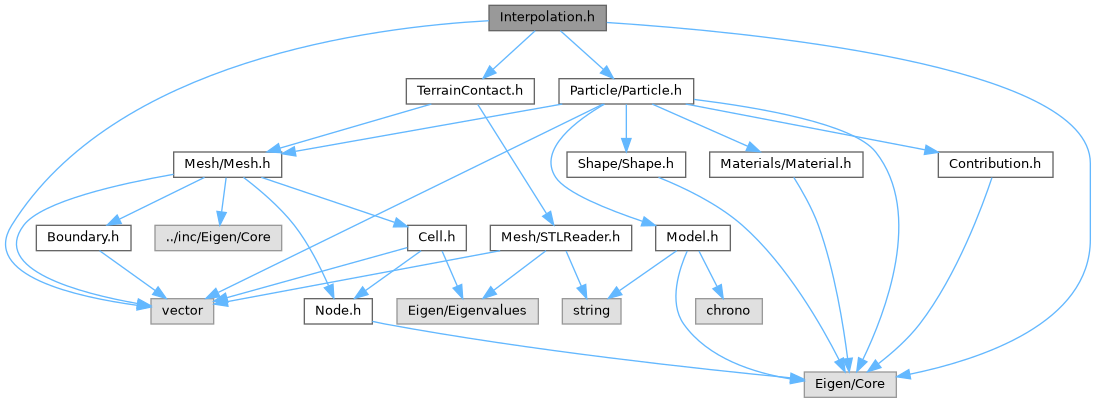 Interpolation.h
TerrainContact.h
Particle/Particle.h
Mesh/Mesh.h
Shape/Shape.h
Materials/Material.h
Contribution.h
Boundary.h
../inc/Eigen/Core
Cell.h
Mesh/STLReader.h
Model.h
vector
Node.h
Eigen/Eigenvalues
string
chrono
Eigen/Core